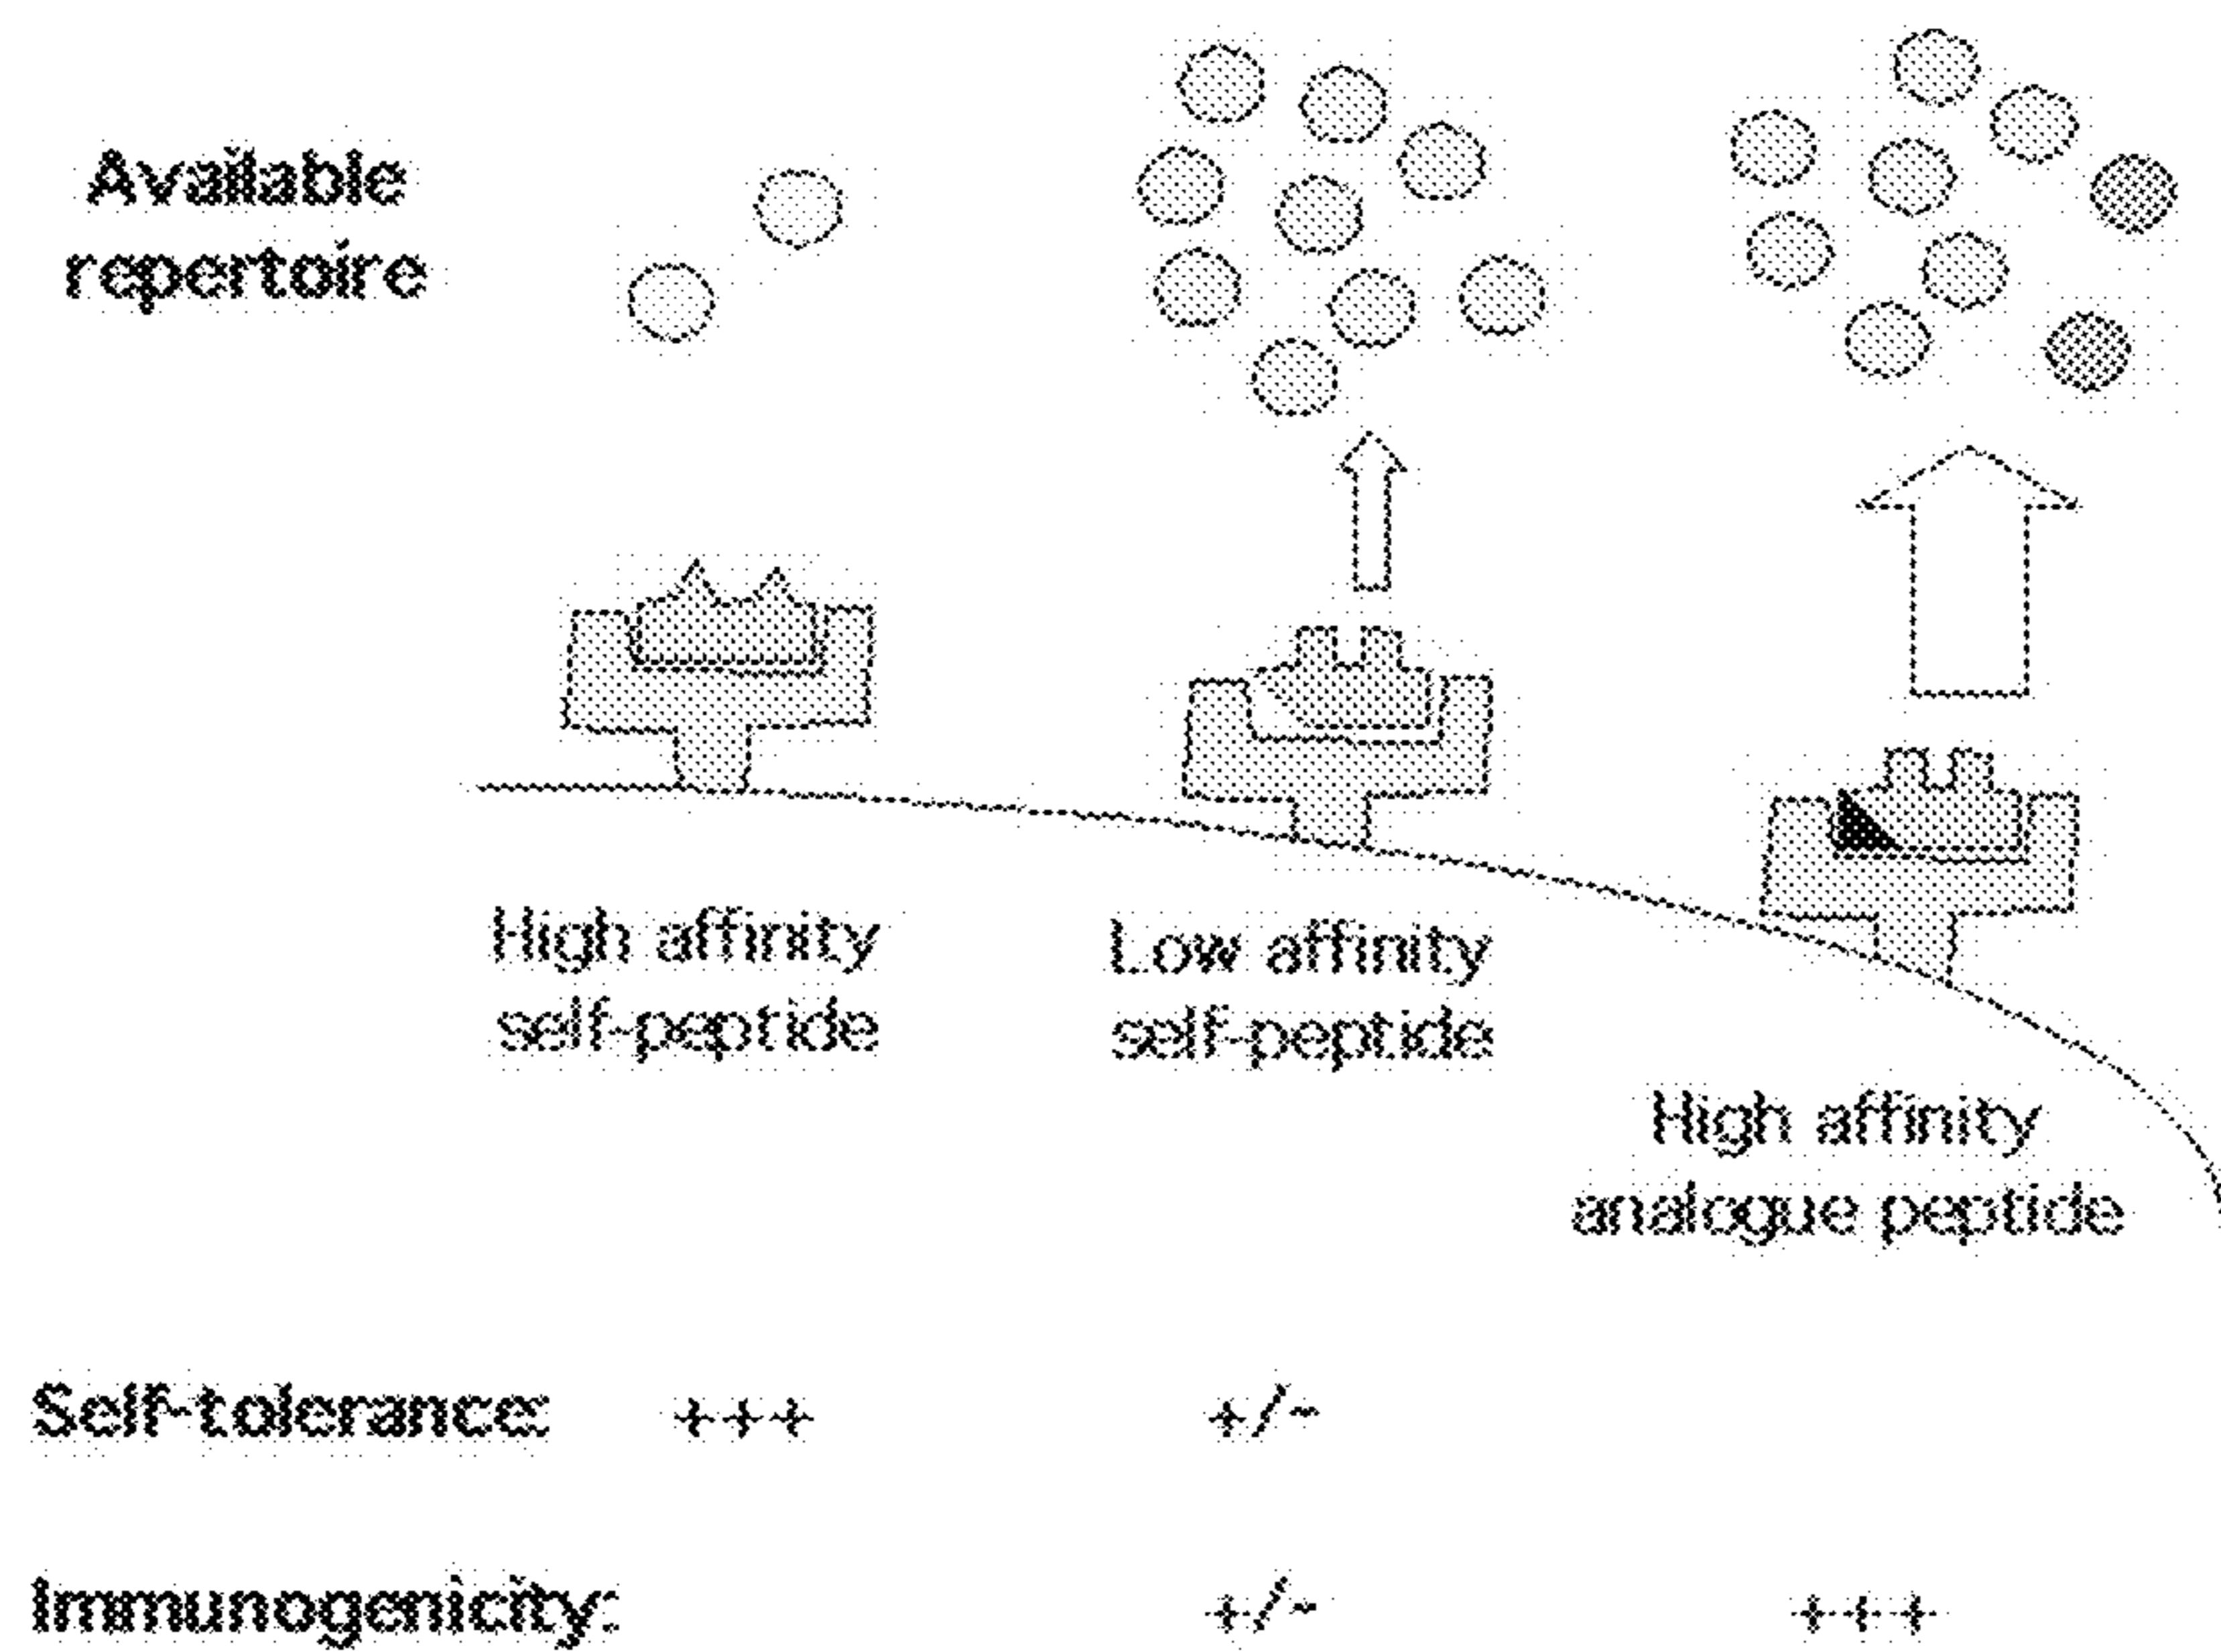 Available
repertoire
High affinity
self-peptide
Low affinity
self-peptide
High affinity
analogue peptide
Self-tolerance: +++ +/-
Immunogenicity: +/- +++